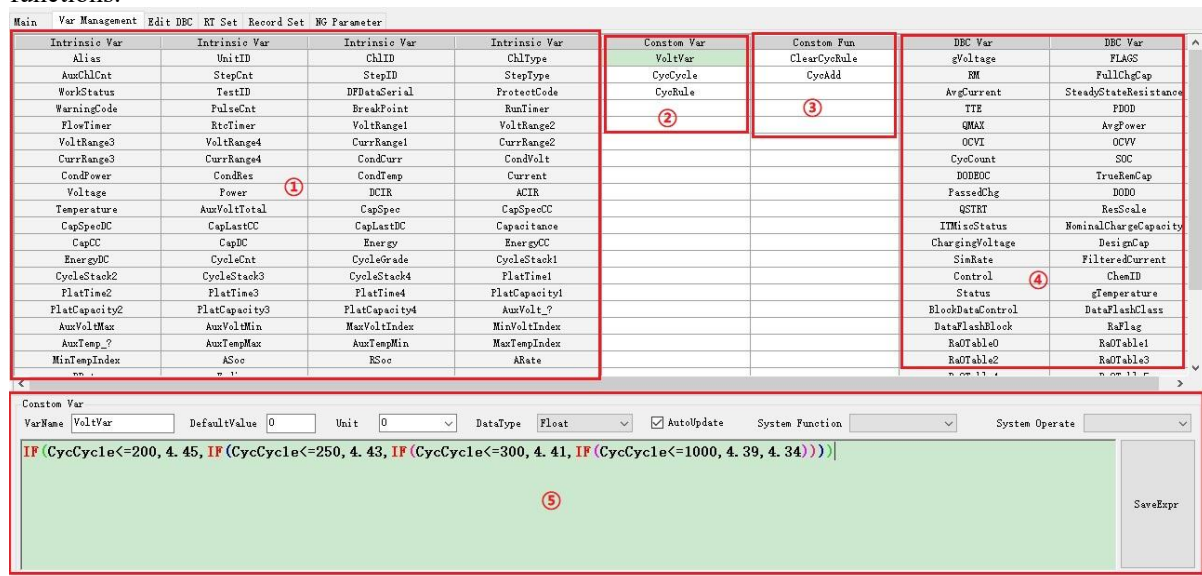 functions.
Main Var Management Edit DBC RT Set Record Set NG Parameter
Intrinsic Var Intrinsic Var Intrinsic Var Intrinsic Var Constom Var Constom Fun DBC Var DBC Var
Alias UnitID ChlID ChlType VoltVar ClearCycRule gVoltage FLAGS
AuxChlCnt StepCnt StepID StepType CycCycle CycAdd RM FullChgCap
WorkStatus TestID DFDataSerial ProtectCode CycRule AvgCurrent SteadyStateResistance
WarningCode PulseCnt BreakPoint RunTimer ② ③ TTE PDOD
FlowTimer RtcTimer VoltRange1 VoltRange2 QMAX AvgPower
VoltRange3 VoltRange4 CurrRange1 CurrRange2 OCVI OCVV
CurrRange3 CurrRange4 CondCurr CondVolt CycCount SOC
CondPower CondRes CondTemp Current DODEOC TrueRemCap
Voltage Power ① DCIR ACIR PassedChg DOD0
Temperature AuxVoltTotal CapSpec CapSpecCC QSTRT ResScale
CapSpecDC CapLastCC CapLastDC Capacitance ITMiscStatus NominalChargeCapacity
CapCC CapDC Energy EnergyCC ChargingVoltage DesignCap
EnergyDC CycleCnt CycleGrade CycleStack1 SimRate FilteredCurrent
CycleStack2 CycleStack3 CycleStack4 PlatTime1 Control ④ ChemID
PlatTime2 PlatTime3 PlatTime4 PlatCapacity1 Status gTemperature
PlatCapacity2 PlatCapacity3 PlatCapacity4 AuxVolt_? BlockDataControl DataFlashClass
AuxVoltMax AuxVoltMin MaxVoltIndex MinVoltIndex DataFlashBlock RaFlag
AuxTemp_? AuxTempMax AuxTempMin MaxTempIndex Ra0Table0 Ra0Table1
MinTempIndex ASoc RSoc ARate Ra0Table2 Ra0Table3
Constom Var
VarName VoltVar DefaultValue 0 Unit 0 DataType Float AutoUpdate System Function System Operate
IF(CycCycle<=200,4.45,IF(CycCycle<=250,4.43,IF(CycCycle<=300,4.41,IF(CycCycle<=1000,4.39,4.34))))
⑤
SaveExpr